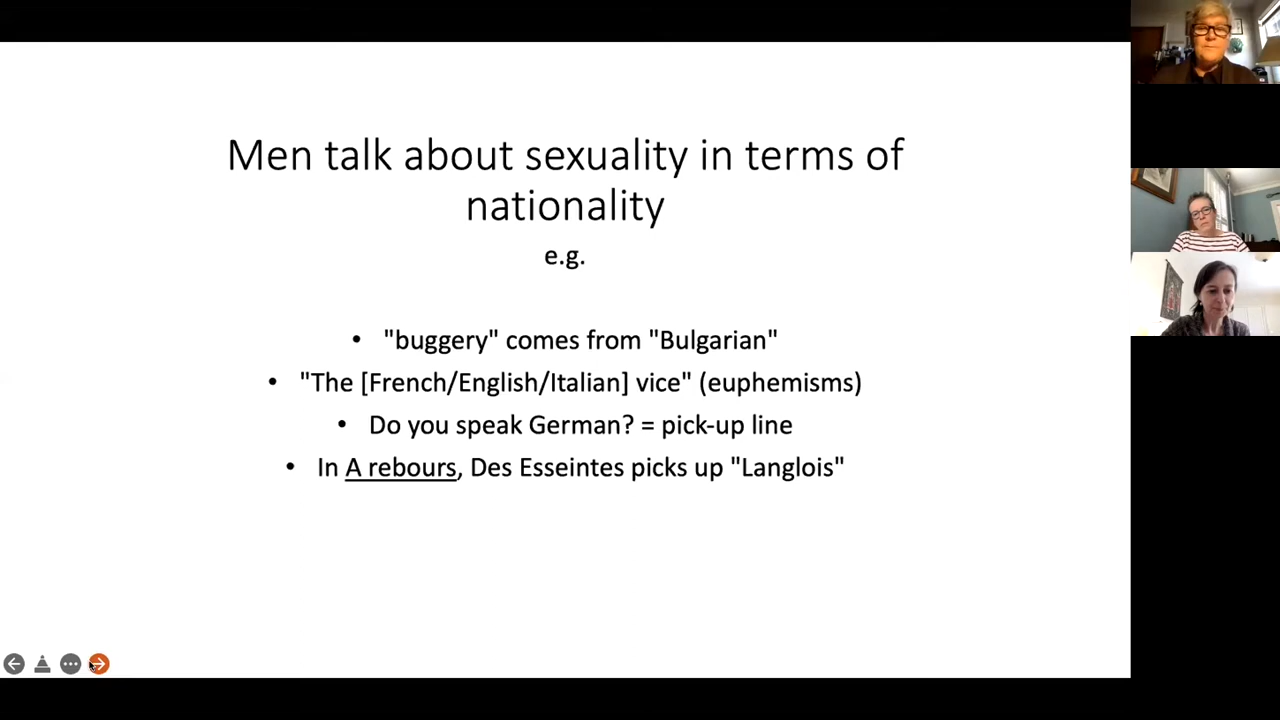 Men talk about sexuality in terms of
nationality
e.g.
• "buggery" comes from "Bulgarian"
• "The [French/English/Italian] vice" (euphemisms)
• Do you speak German? = pick-up line
• In A rebours, Des Esseintes picks up "Langlois"